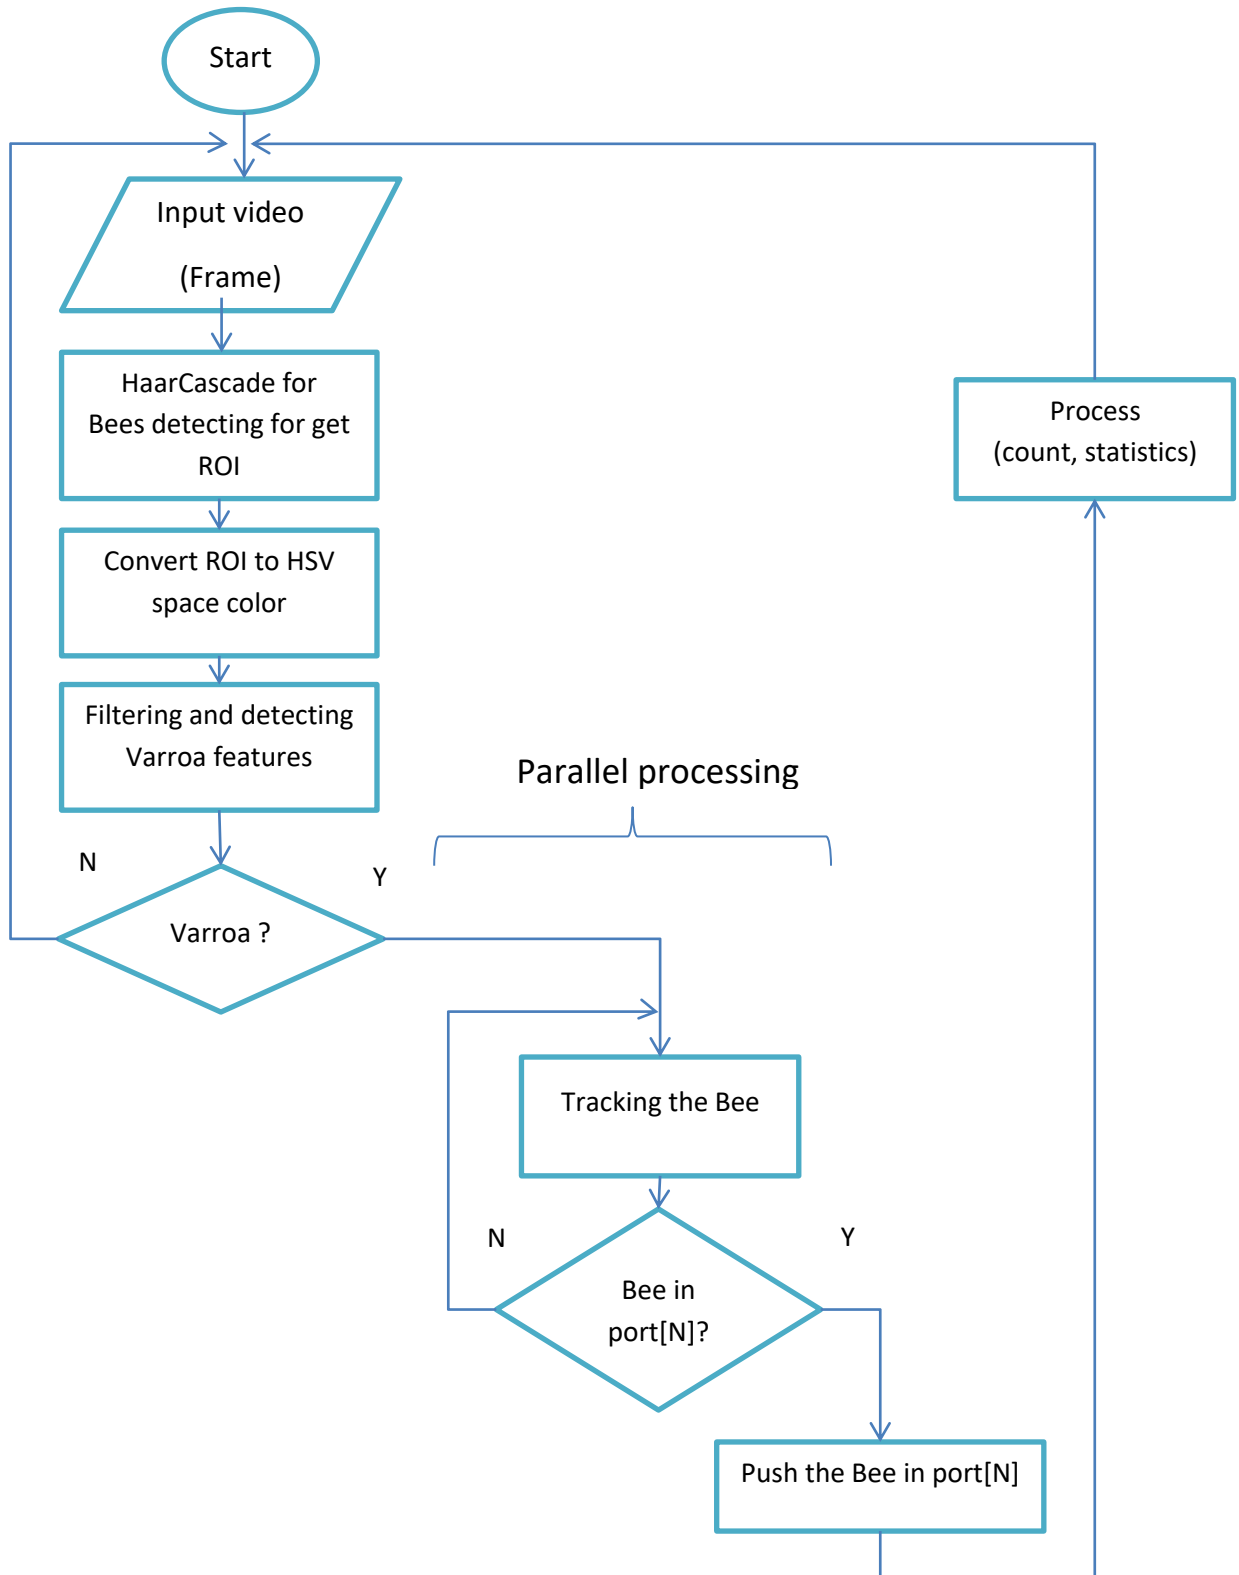 Start
Input video
(Frame)
HaarCascade for
Bees detecting for get
ROI
Process
(count, statistics)
Convert ROI to HSV
space color
Filtering and detecting
Varroa features
Parallel processing
N
Y
Varroa ?
Tracking the Bee
N
Y
Bee in
port[N]?
Push the Bee in port[N]